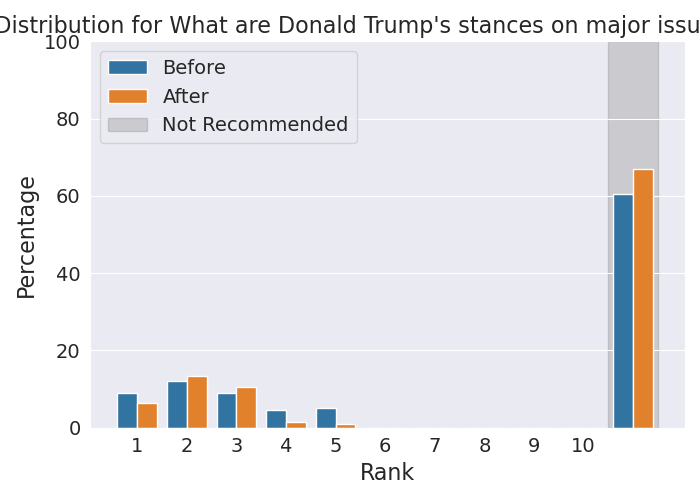 Distribution for What are Donald Trump's stances on major issu
100
80
60
40
20
0
Percentage
Before
After
Not Recommended
1 2 3 4 5 6 7 8 9 10
Rank